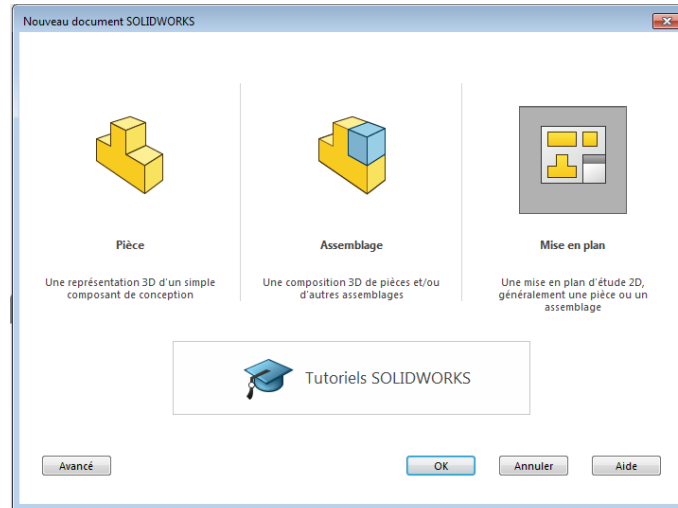 Nouveau document SOLIDWORKS
Pièce
Une représentation 3D d'un simple
composant de conception
Assemblage
Une composition 3D de pièces et/ou
d'autres assemblages
Mise en plan
Une mise en plan d'étude 2D,
généralement une pièce ou un
assemblage
Tutoriels SOLIDWORKS
Avancé
OK
Annuler
Aide